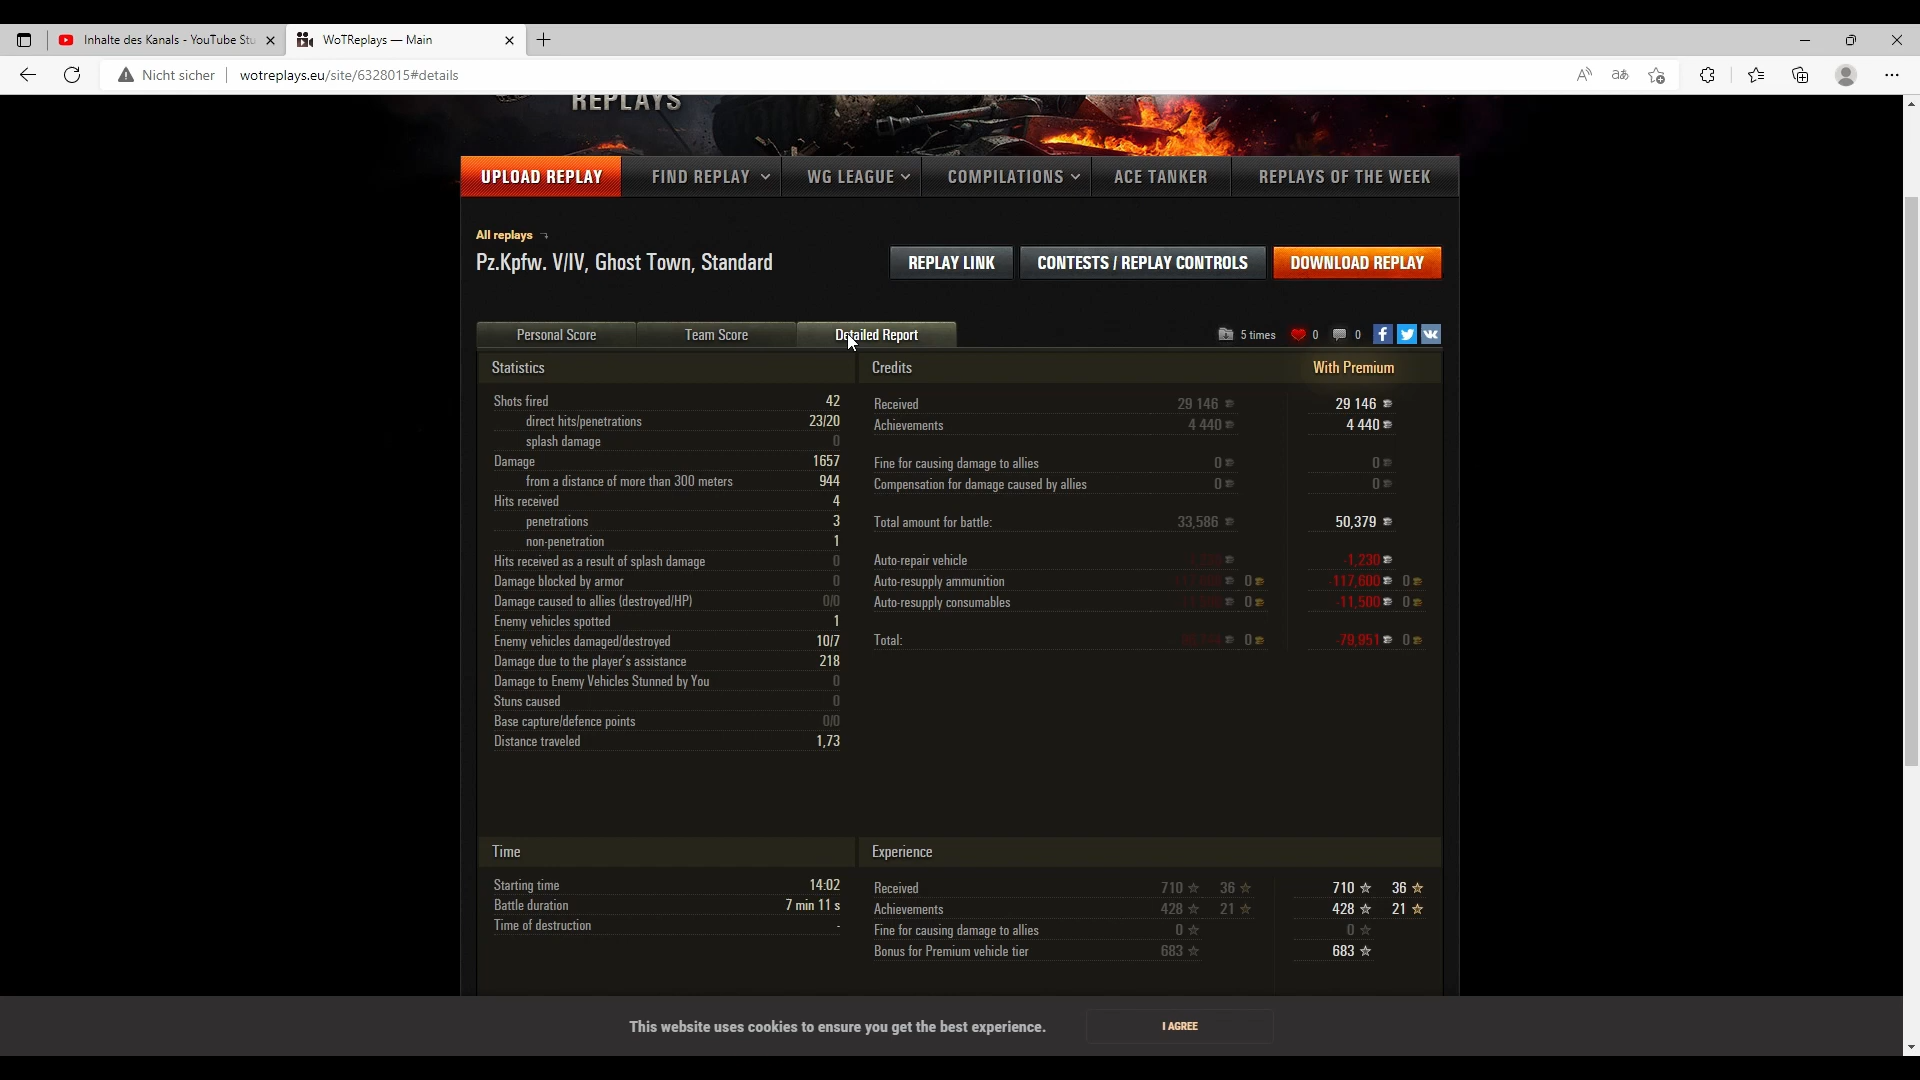 Inhalte des Kanals - YouTube Stu
WoTReplays — Main
Nicht sicher
wotreplays.eu/site/6328015#details
REPLAYS
UPLOAD REPLAY
FIND REPLAY
WG LEAGUE
COMPILATIONS
ACE TANKER
REPLAYS OF THE WEEK
All replays
Pz.Kpfw. V/IV, Ghost Town, Standard
REPLAY LINK
CONTESTS / REPLAY CONTROLS
DOWNLOAD REPLAY
Personal Score
Team Score
Detailed Report
5 times
0
0
Statistics
Shots fired 42
direct hits/penetrations 23/20
splash damage 0
Damage 1657
from a distance of more than 300 meters 944
Hits received 4
penetrations 3
non-penetration 1
Hits received as a result of splash damage 0
Damage blocked by armor 0
Damage caused to allies (destroyed/HP) 0/0
Enemy vehicles spotted 1
Enemy vehicles damaged/destroyed 10/7
Damage due to the player's assistance 218
Damage to Enemy Vehicles Stunned by You 0
Stuns caused 0
Base capture/defence points 0/0
Distance traveled 1,73
Credits With Premium
Received 29 146 29 146
Achievements 4 440 4 440
Fine for causing damage to allies 0 0
Compensation for damage caused by allies 0 0
Total amount for battle: 33,586 50,379
Auto-repair vehicle -1,230
Auto-resupply ammunition 0 -117,600 0
Auto-resupply consumables 0 -11,500 0
Total: 0 -79,951 0
Time
Starting time 14:02
Battle duration 7 min 11 s
Time of destruction -
Experience
Received 710 36 710 36
Achievements 428 21 428 21
Fine for causing damage to allies 0 0
Bonus for Premium vehicle tier 683 683
This website uses cookies to ensure you get the best experience.
I AGREE